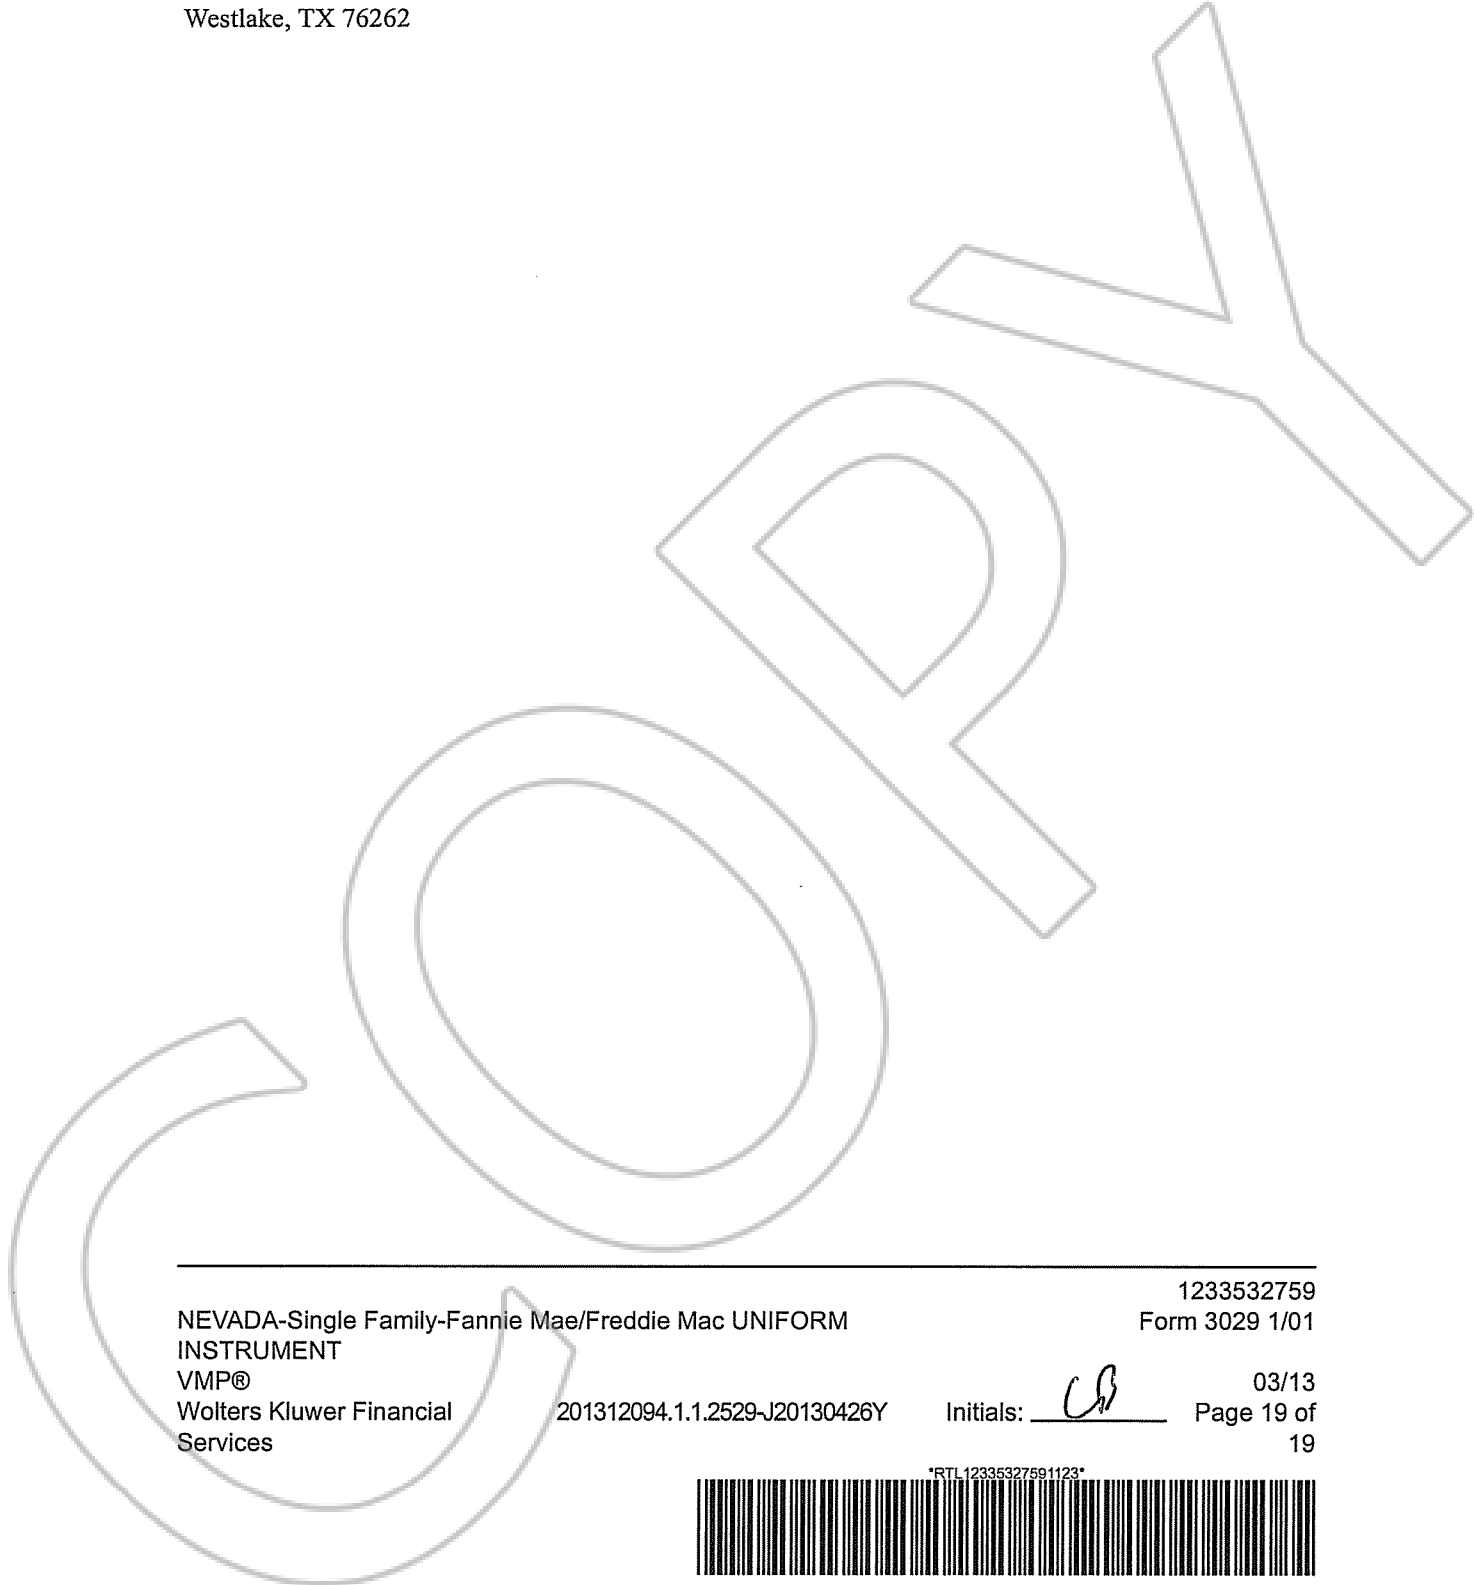 Westlake, TX 76262
COPY
1233532759
NEVADA-Single Family-Fannie Mae/Freddie Mac UNIFORM Form 3029 1/01
INSTRUMENT
VMP® 03/13
Wolters Kluwer Financial 201312094.1.1.2529-J20130426Y Initials: Page 19 of
Services 19
*RTL12335327591123*